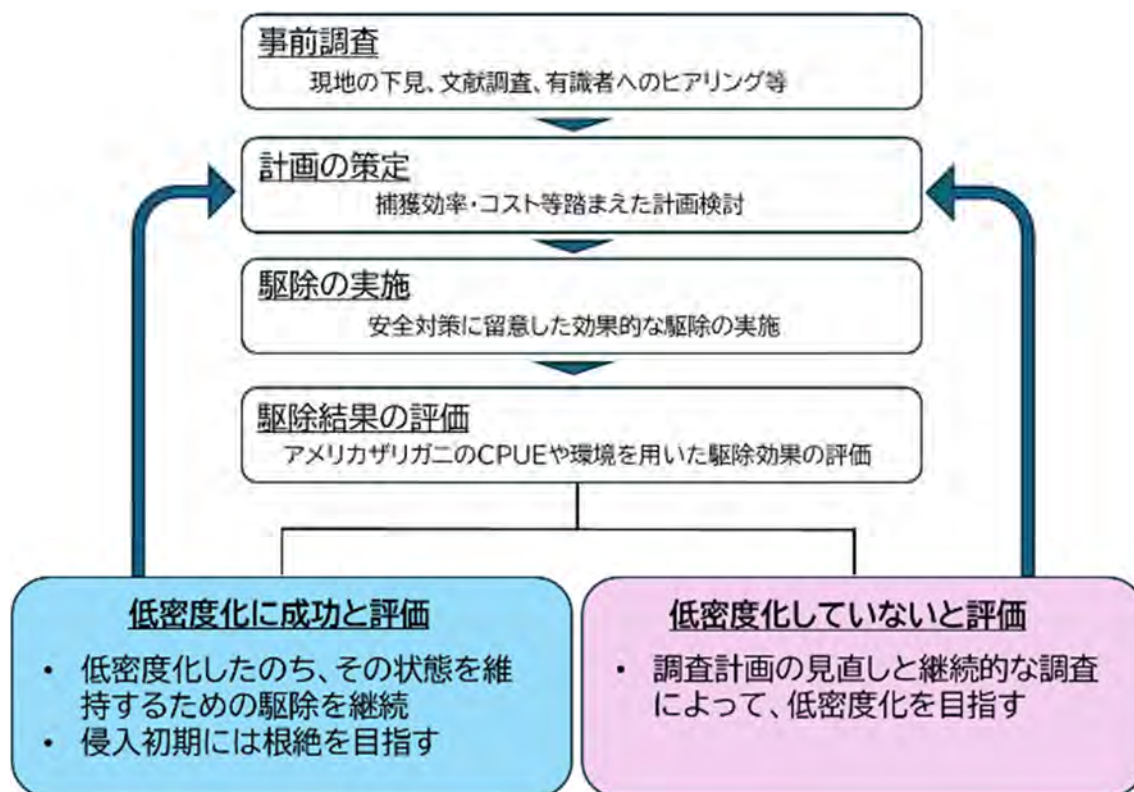 事前調査
現地の下見、文献調査、有識者へのヒアリング等
計画の策定
捕獲効率・コスト等踏まえた計画検討
駆除の実施
安全対策に留意した効果的な駆除の実施
駆除結果の評価
アメリカザリガニのCPUEや環境を用いた駆除効果の評価
低密度化に成功と評価
• 低密度化したのち、その状態を維
持するための駆除を継続
• 侵入初期には根絶を目指す
低密度化していないと評価
• 調査計画の見直しと継続的な調査
によって、低密度化を目指す